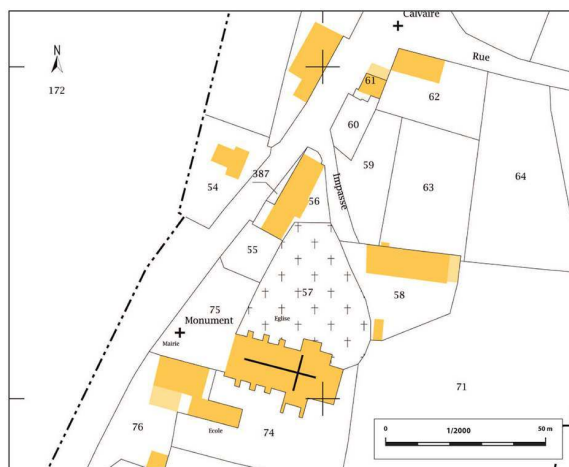 Calvaire
N
Rue
172
61
62
60
59
63
64
54
387
56
Impasse
55
57
58
75
Monument
Eglise
Mairie
71
76
Ecole
74
1/2000
0
50 m